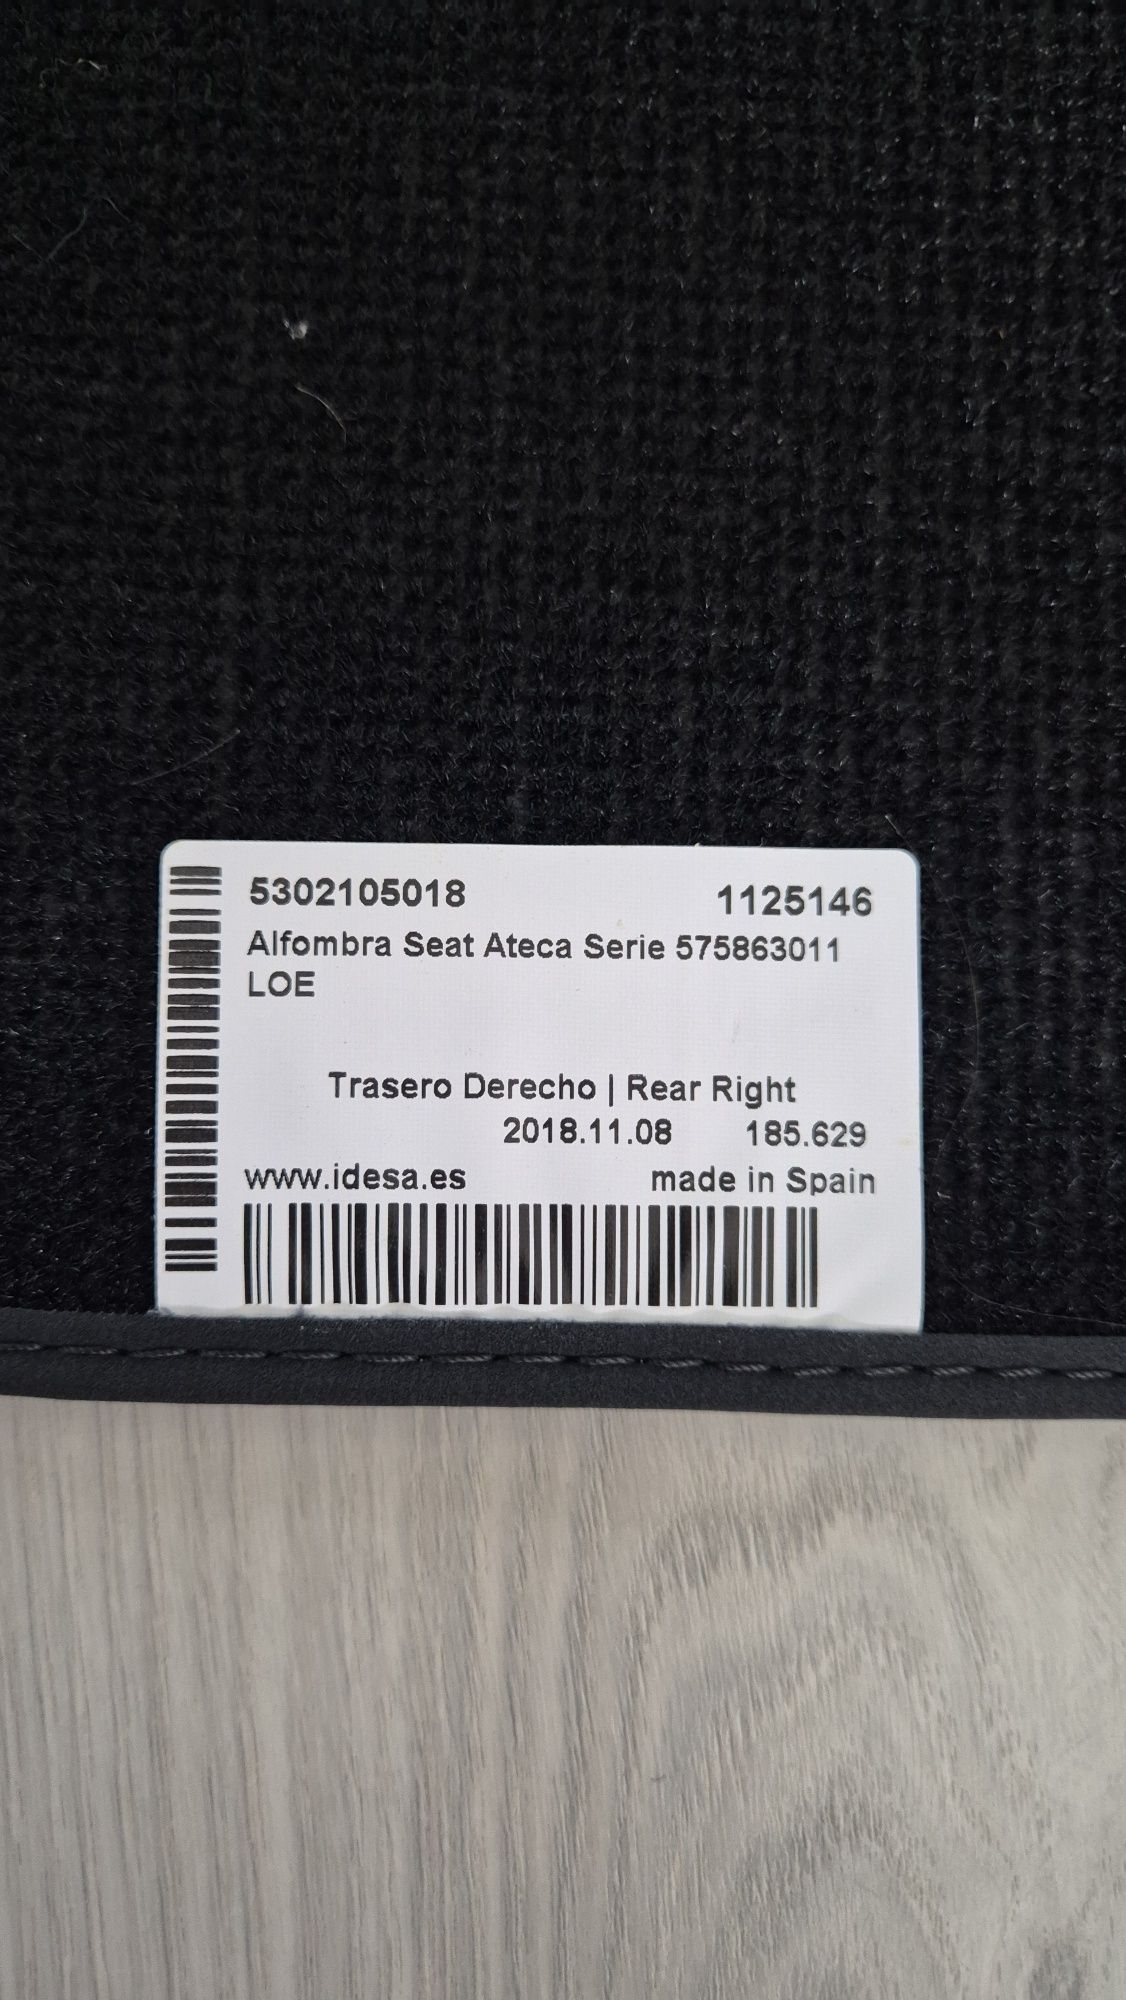 5302105018 1125146
Alfombra Seat Ateca Serie 575863011
LOE
Trasero Derecho | Rear Right
2018.11.08 185.629
www.idesa.es made in Spain